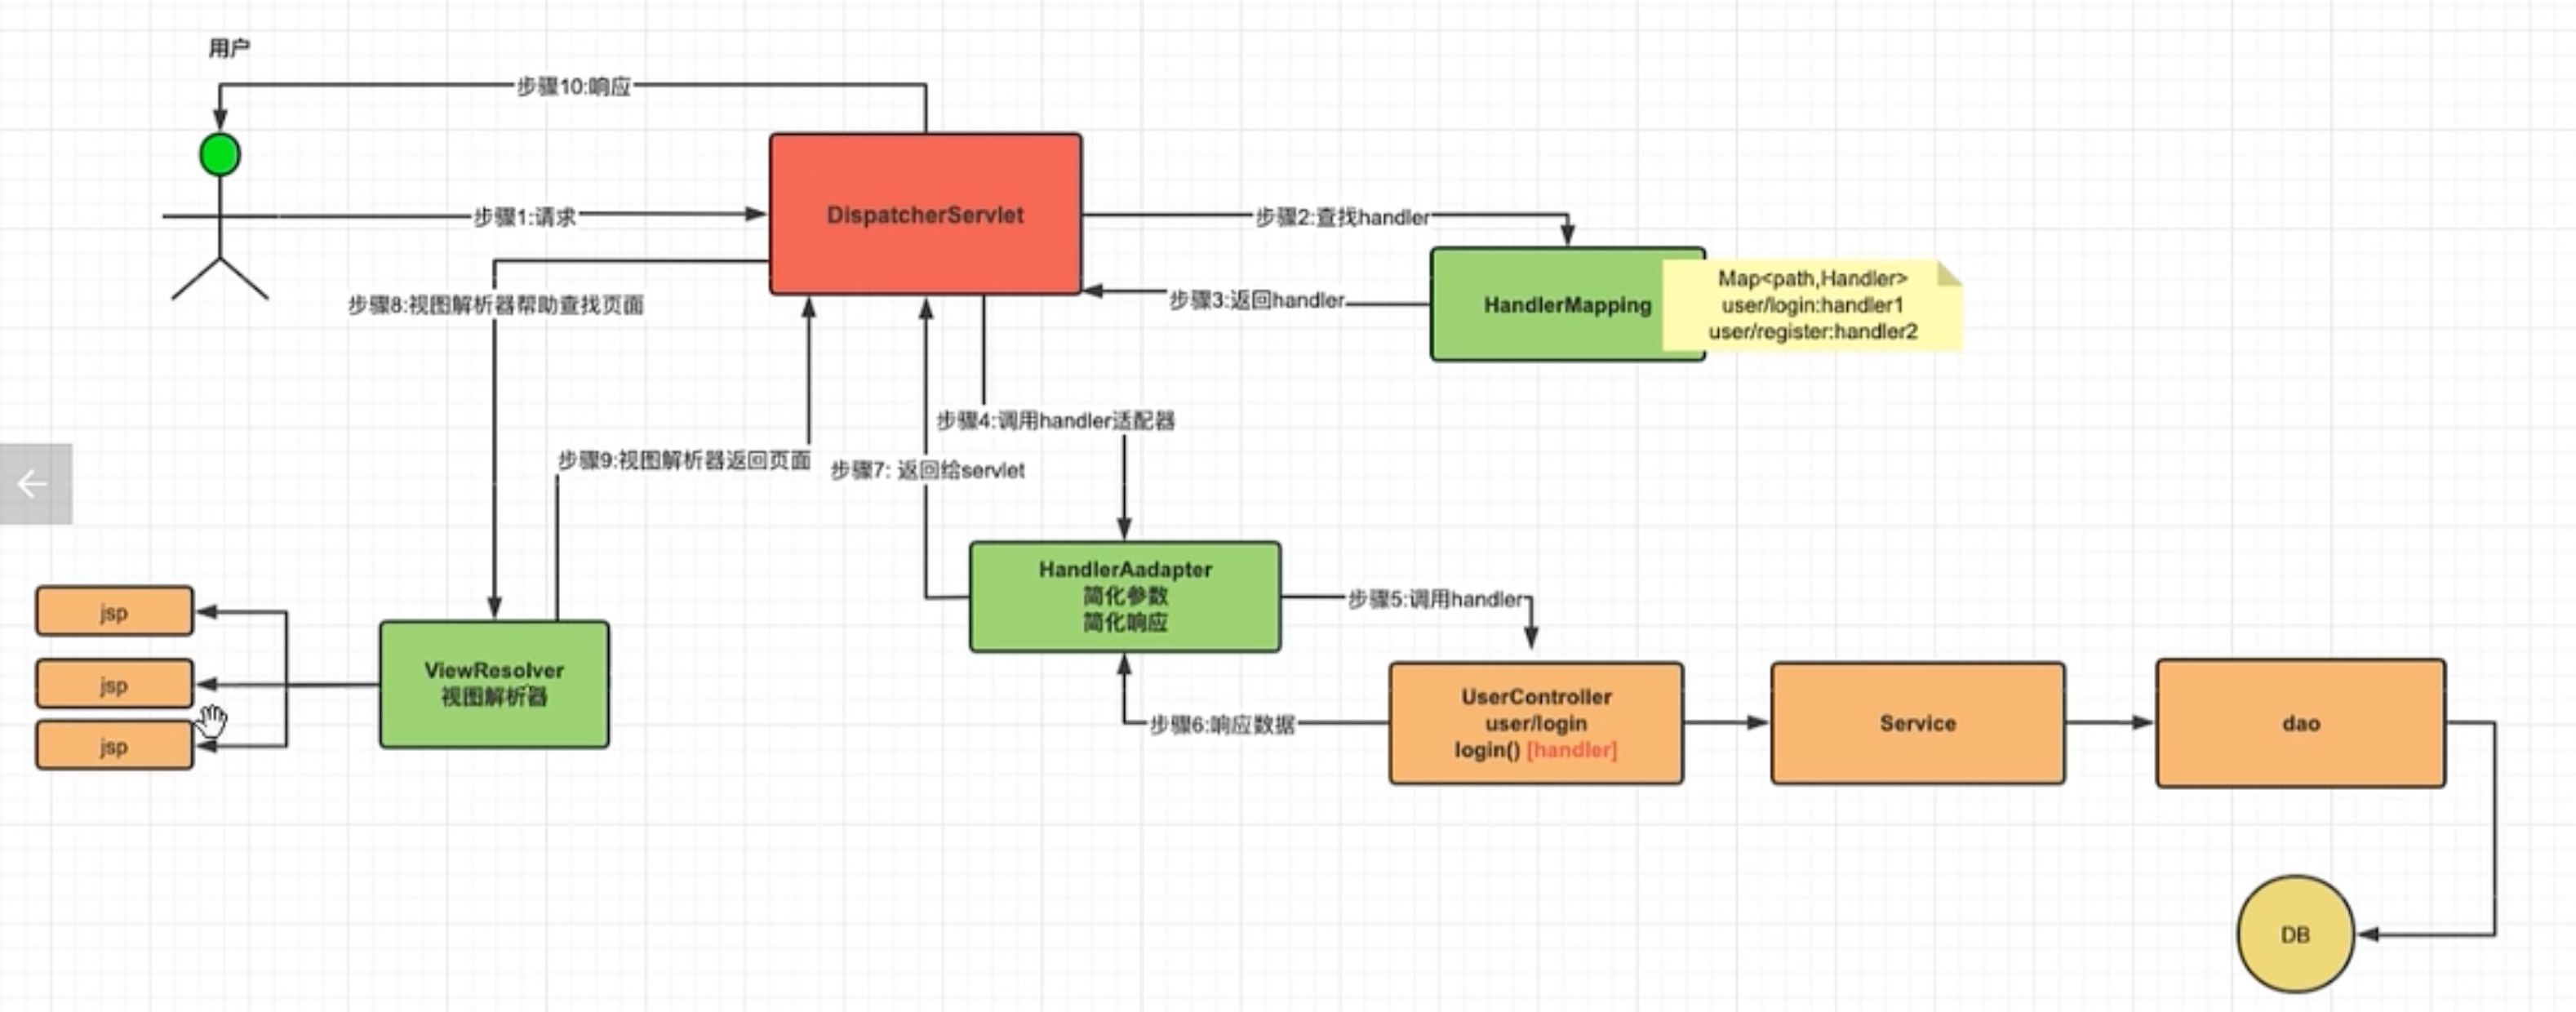 用户
步骤10:响应
步骤1:请求
DispatcherServlet
步骤2:查找handler
步骤3:返回handler
HandlerMapping
Map<path,Handler>
user/login:handler1
user/register:handler2
步骤8:视图解析器帮助查找页面
步骤4:调用handler适配器
步骤9:视图解析器返回页面
步骤7: 返回给servlet
HandlerAadapter
简化参数
简化响应
步骤5:调用handler
jsp
jsp
jsp
ViewResolver
视图解析器
步骤6:响应数据
UserController
user/login
login() [handler]
Service
dao
DB